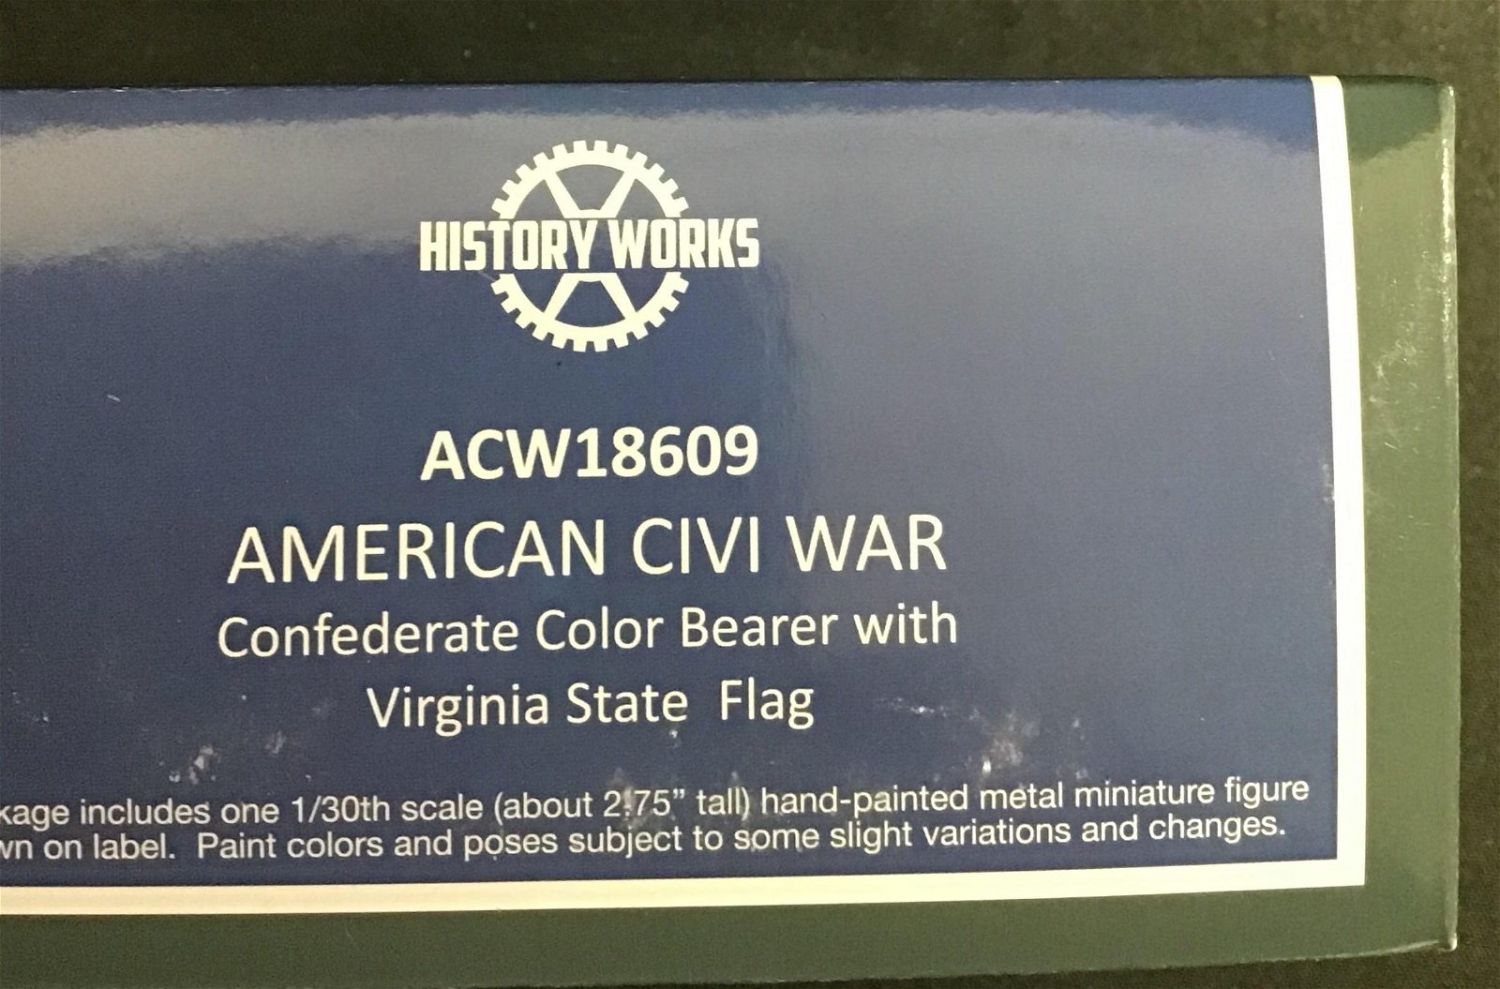 HISTORY WORKS
ACW18609
AMERICAN CIVI WAR
Confederate Color Bearer with
Virginia State Flag
kage includes one 1/30th scale (about 2.75" tall) hand-painted metal miniature figure
wn on label. Paint colors and poses subject to some slight variations and changes.